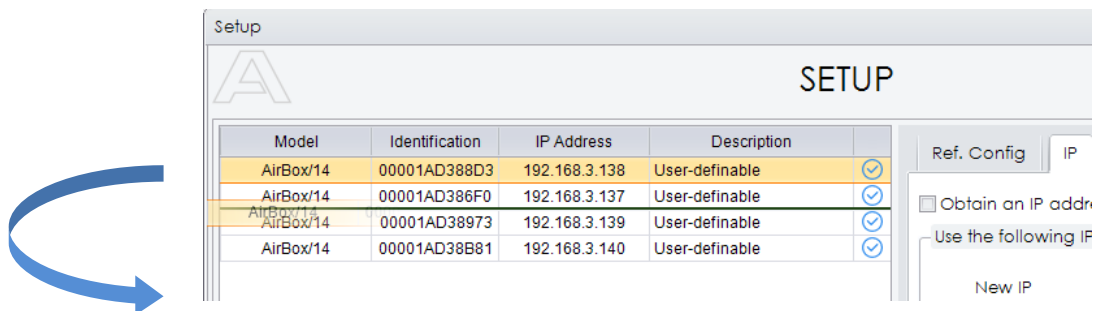 Setup
SETUP
Model Identification IP Address Description
AirBox/14 00001AD388D3 192.168.3.138 User-definable
AirBox/14 00001AD386F0 192.168.3.137 User-definable
AirBox/14
AirBox/14 00001AD38973 192.168.3.139 User-definable
AirBox/14 00001AD38B81 192.168.3.140 User-definable
Ref. Config IP
Obtain an IP addre
Use the following IP
New IP